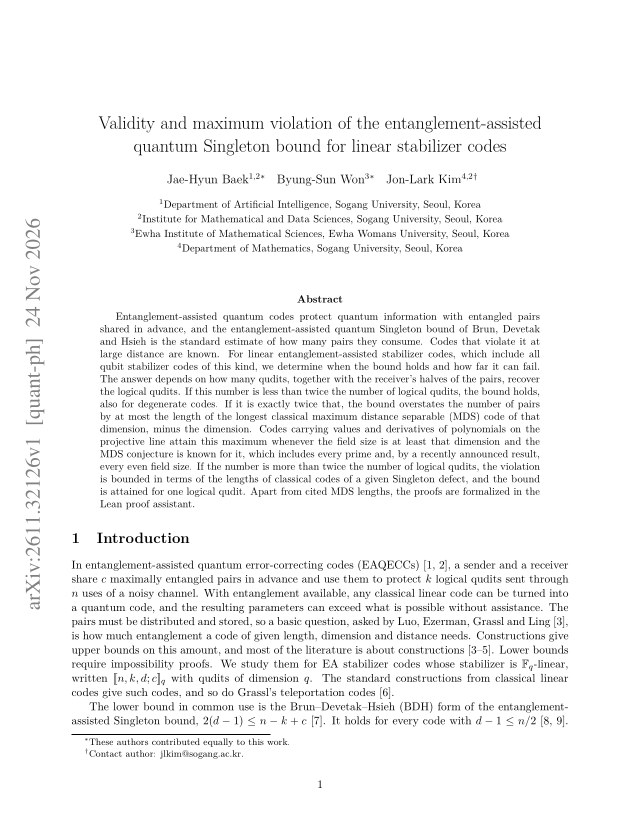 Validity and maximum violation of the entanglement-assisted
quantum Singleton bound for linear stabilizer codes
Jae-Hyun Baek1,2∗ Byung-Sun Won3∗ Jon-Lark Kim4,2†
1Department of Artificial Intelligence, Sogang University, Seoul, Korea
2Institute for Mathematical and Data Sciences, Sogang University, Seoul, Korea
3Ewha Institute of Mathematical Sciences, Ewha Womans University, Seoul, Korea
4Department of Mathematics, Sogang University, Seoul, Korea
Abstract
Entanglement-assisted quantum codes protect quantum information with entangled pairs
shared in advance, and the entanglement-assisted quantum Singleton bound of Brun, Devetak
and Hsieh is the standard estimate of how many pairs they consume. Codes that violate it at
large distance are known. For linear entanglement-assisted stabilizer codes, which include all
qubit stabilizer codes of this kind, we determine when the bound holds and how far it can fail.
The answer depends on how many qudits, together with the receiver's halves of the pairs, recover
the logical qudits. If this number is less than twice the number of logical qudits, the bound holds,
also for degenerate codes. If it is exactly twice that, the bound overstates the number of pairs
by at most the length of the longest classical maximum distance separable (MDS) code of that
dimension, minus the dimension. Codes carrying values and derivatives of polynomials on the
projective line attain this maximum whenever the field size is at least that dimension and the
MDS conjecture is known for it, which includes every prime and, by a recently announced result,
every even field size. If the number is more than twice the number of logical qudits, the violation
is bounded in terms of the lengths of classical codes of a given Singleton defect, and the bound
is attained for one logical qudit. Apart from cited MDS lengths, the proofs are formalized in the
Lean proof assistant.
1 Introduction
In entanglement-assisted quantum error-correcting codes (EAQECCs) [1, 2], a sender and a receiver
share c maximally entangled pairs in advance and use them to protect k logical qudits sent through
n uses of a noisy channel. With entanglement available, any classical linear code can be turned into
a quantum code, and the resulting parameters can exceed what is possible without assistance. The
pairs must be distributed and stored, so a basic question, asked by Luo, Ezerman, Grassl and Ling [3],
is how much entanglement a code of given length, dimension and distance needs. Constructions give
upper bounds on this amount, and most of the literature is about constructions [3–5]. Lower bounds
require impossibility proofs. We study them for EA stabilizer codes whose stabilizer is 𝔽q-linear,
written ⟦n, k, d; c⟧q with qudits of dimension q. The standard constructions from classical linear
codes give such codes, and so do Grassl's teleportation codes [6].
The lower bound in common use is the Brun–Devetak–Hsieh (BDH) form of the entanglement-
assisted Singleton bound, 2(d − 1) ≤ n − k + c [7]. It holds for every code with d − 1 ≤ n/2 [8, 9].
∗These authors contributed equally to this work.
†Contact author: jlkim@sogang.ac.kr.
1
arXiv:2611.32126v1 [quant-ph] 24 Nov 2026